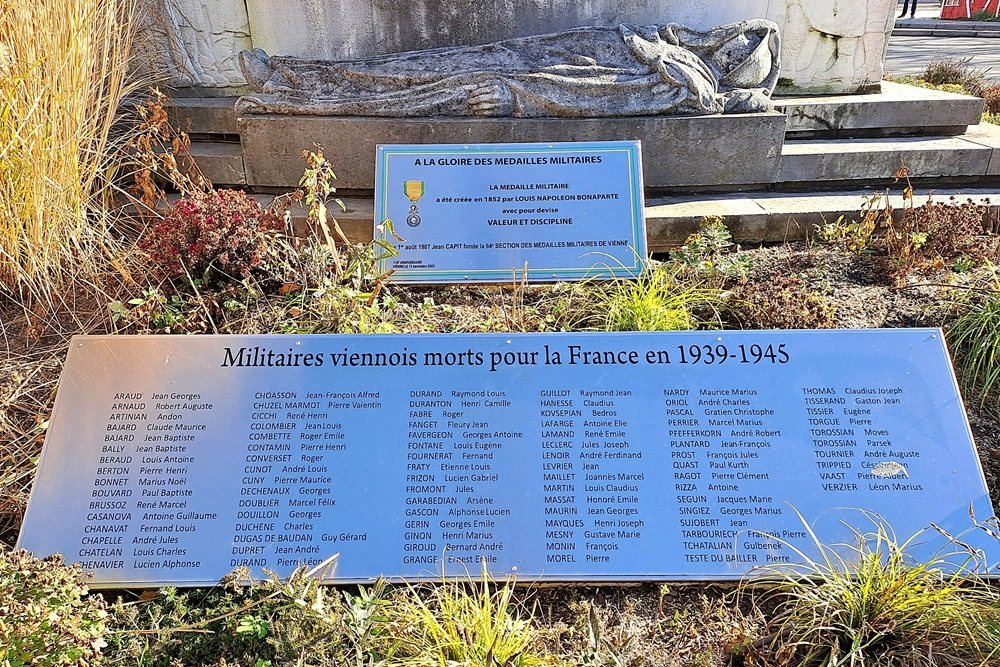 A LA GLOIRE DES MEDAILLES MILITAIRES
LA MEDAILLE MILITAIRE
a été créée en 1852 par LOUIS NAPOLEON BONAPARTE
avec pour devise
VALEUR ET DISCIPLINE
1er août 1907 Jean CAPIT fonde la 64e SECTION DES MEDAILLES MILITAIRES DE VIENNE
Militaires viennois morts pour la France en 1939-1945
ARAUD Jean Georges
ARNAUD Robert Auguste
ARTINIAN Andon
BAJARD Claude Maurice
BAJARD Jean Baptiste
BALLY Jean Baptiste
BERAUD Louis Antoine
BERTON Pierre Henri
BONNET Marius Noël
BOUVARD Paul Baptiste
BRUSSOZ René Marcel
CASANOVA Antoine Guillaume
CHANAVAT Fernand Louis
CHAPELLE André Jules
CHATELAN Louis Charles
CHENAVIER Lucien Alphonse
CHOASSON Jean-François Alfred
CHUZEL MARMOT Pierre Valentin
CICCHI René Henri
COLOMBIER Jean Louis
COMBETTE Roger Emile
CONTAMIN Pierre Henri
CONVERSET Roger
CUNOT André Louis
CUNY Pierre Maurice
DECHENAUX Georges
DOUBLIER Marcel Félix
DOUILLON Georges
DUCHENE Charles
DUGAS DE BAUDAN Guy Gérard
DUPRET Jean André
DURAND Pierre Léon
DURAND Raymond Louis
DURANTON Henri Camille
FABRE Roger
FANGET Fleury Jean
FAVERGEON Georges Antoine
FONTANE Louis Eugène
FOURNERAT Fernand
FRATY Etienne Louis
FRIZON Lucien Gabriel
FROMONT Jules
GARABEDIAN Arsène
GASCON Alphonse Lucien
GERIN Georges Emile
GINON Henri Marius
GIROUD Bernard André
GRANGE Ernest Emile
GUILLOT Raymond Jean
HANESSE Claudius
KOVSEPIAN Bedros
LAFARGE Antoine Elie
LAMAND René Emile
LECLERC Jules Joseph
LENOIR André Ferdinand
LEVRIER Jean
MAILLET Joannès Marcel
MARTIN Louis Claudius
MASSAT Honoré Emile
MAURIN Jean Georges
MAYQUES Henri Joseph
MESNY Gustave Marie
MONIN François
MOREL Pierre
NARDY Maurice Marius
ORIOL André Charles
PASCAL Gratien Christophe
PERRIER Marcel Marius
PFEFFERKORN André Robert
PLANTARD Jean-François
PROST François Jules
QUAST Paul Kurth
RAGOT Pierre Clément
RIZZA Antoine
SEGUIN Jacques Marie
SINGIEZ Georges Marius
SUJOBERT Jean
TARBOURIECH François Pierre
TCHATALIAN Gulbenek
TESTE DU BAILLER Pierre
THOMAS Claudius Joseph
TISSERAND Gaston Jean
TISSIER Eugène
TORGUE Pierre
TOROSSIAN Moves
TOROSSIAN Parsek
TOURNIER André Auguste
TRIPPIED
VAAST Pierre Albert
VERZIER Léon Marius